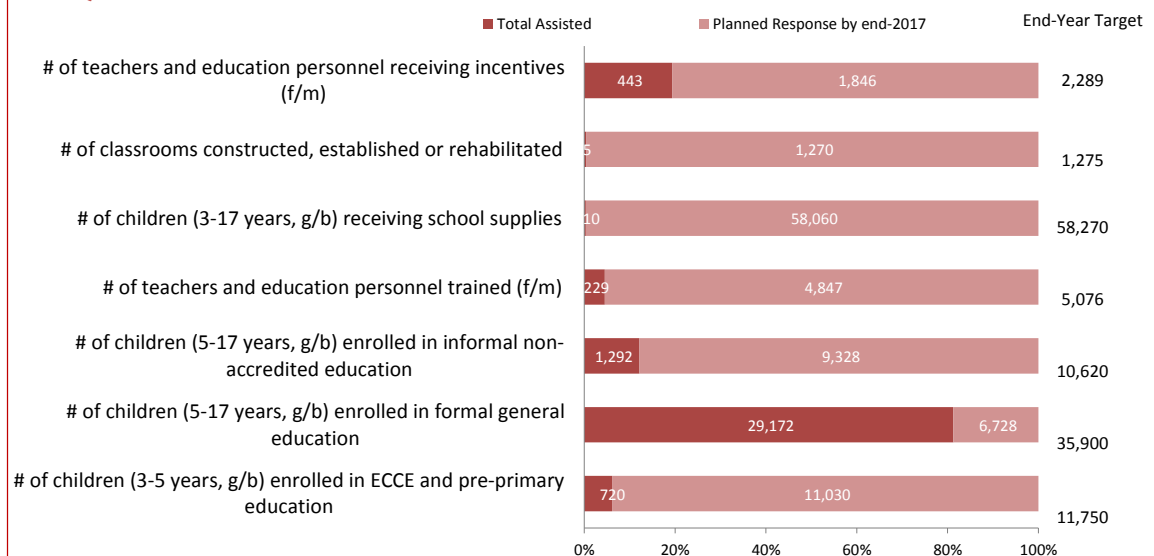 Total Assisted
Planned Response by end-2017
End-Year Target
# of teachers and education personnel receiving incentives
(f/m)
443
1,846
2,289
# of classrooms constructed, established or rehabilitated
5
1,270
1,275
# of children (3-17 years, g/b) receiving school supplies
10
58,060
58,270
# of teachers and education personnel trained (f/m)
229
4,847
5,076
# of children (5-17 years, g/b) enrolled in informal non-
accredited education
1,292
9,328
10,620
# of children (5-17 years, g/b) enrolled in formal general
education
29,172
6,728
35,900
# of children (3-5 years, g/b) enrolled in ECCE and pre-primary
education
720
11,030
11,750
0%
20%
40%
60%
80%
100%